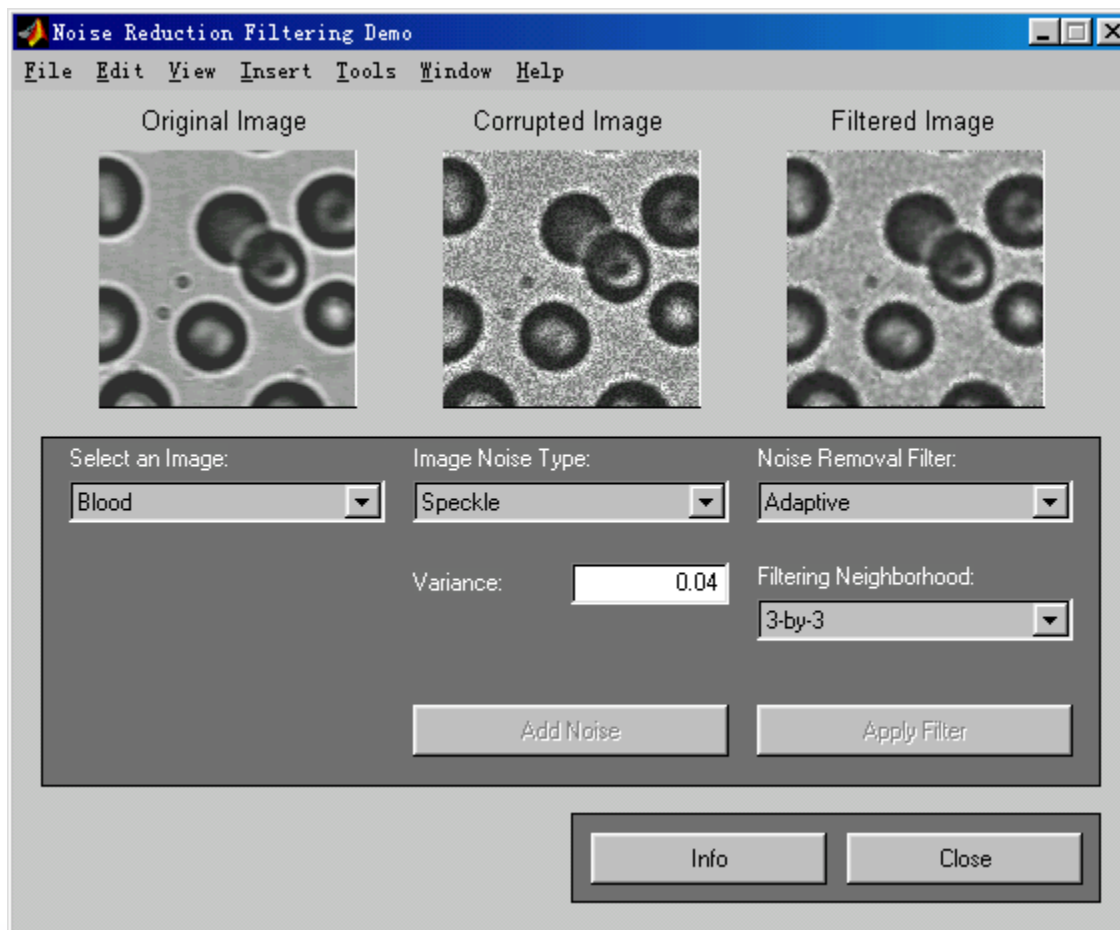 Noise Reduction Filtering Demo
File Edit View Insert Tools Window Help
Original Image Corrupted Image Filtered Image
Select an Image: Image Noise Type: Noise Removal Filter:
Blood Speckle Adaptive
Variance: 0.04 Filtering Neighborhood:
3-by-3
Add Noise Apply Filter
Info Close